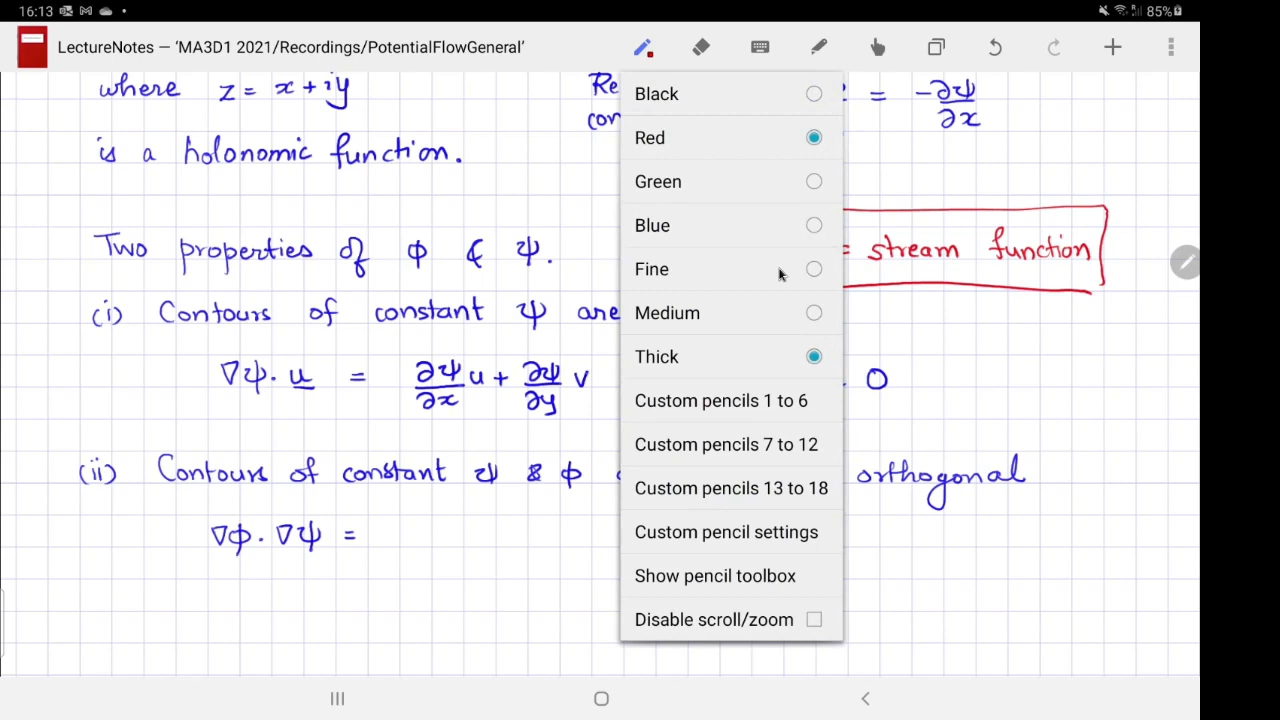 16:13
85%
LectureNotes — ‘MA3D1 2021/Recordings/PotentialFlowGeneral’
where z = x + iy
Re
con
= -∂ψ/∂x
is a holonomic function.
Two properties of ϕ & ψ.
= stream function
(i) Contours of constant ψ are
∇ψ · u = ∂ψ/∂x u + ∂ψ/∂y v
0
(ii) Contours of constant ψ & ϕ orthogonal
∇ϕ · ∇ψ =
Black
Red
Green
Blue
Fine
Medium
Thick
Custom pencils 1 to 6
Custom pencils 7 to 12
Custom pencils 13 to 18
Custom pencil settings
Show pencil toolbox
Disable scroll/zoom